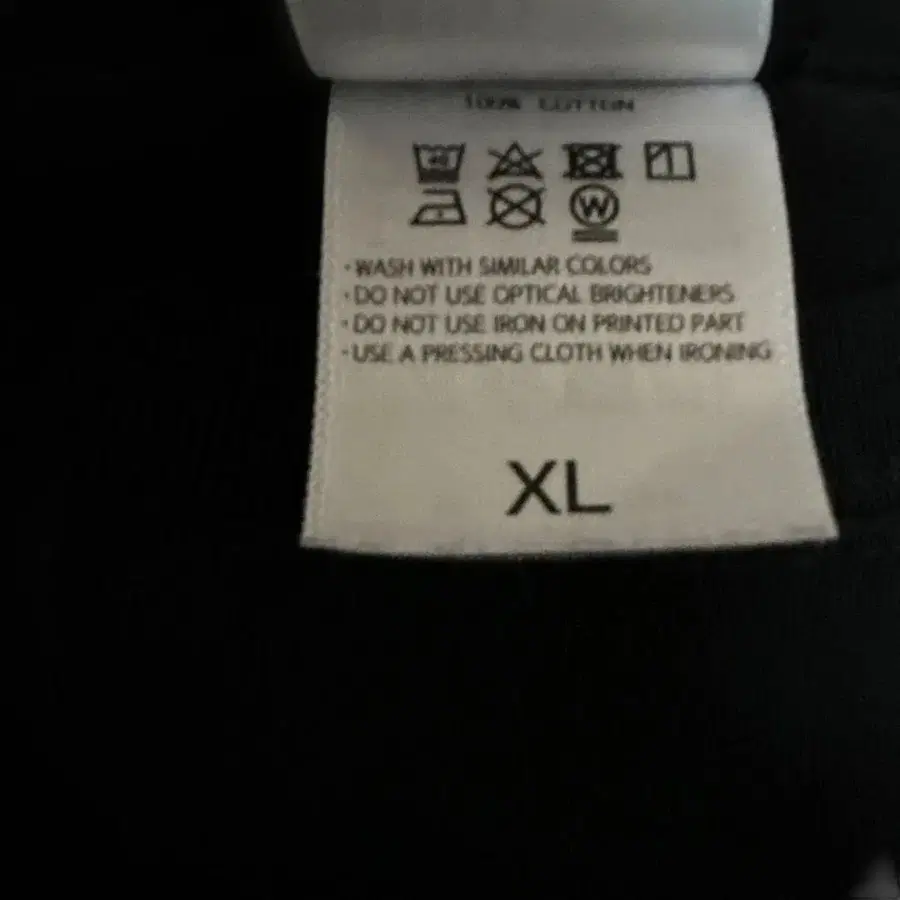 100% COTTON
W
· WASH WITH SIMILAR COLORS
· DO NOT USE OPTICAL BRIGHTENERS
· DO NOT USE IRON ON PRINTED PART
· USE A PRESSING CLOTH WHEN IRONING
XL